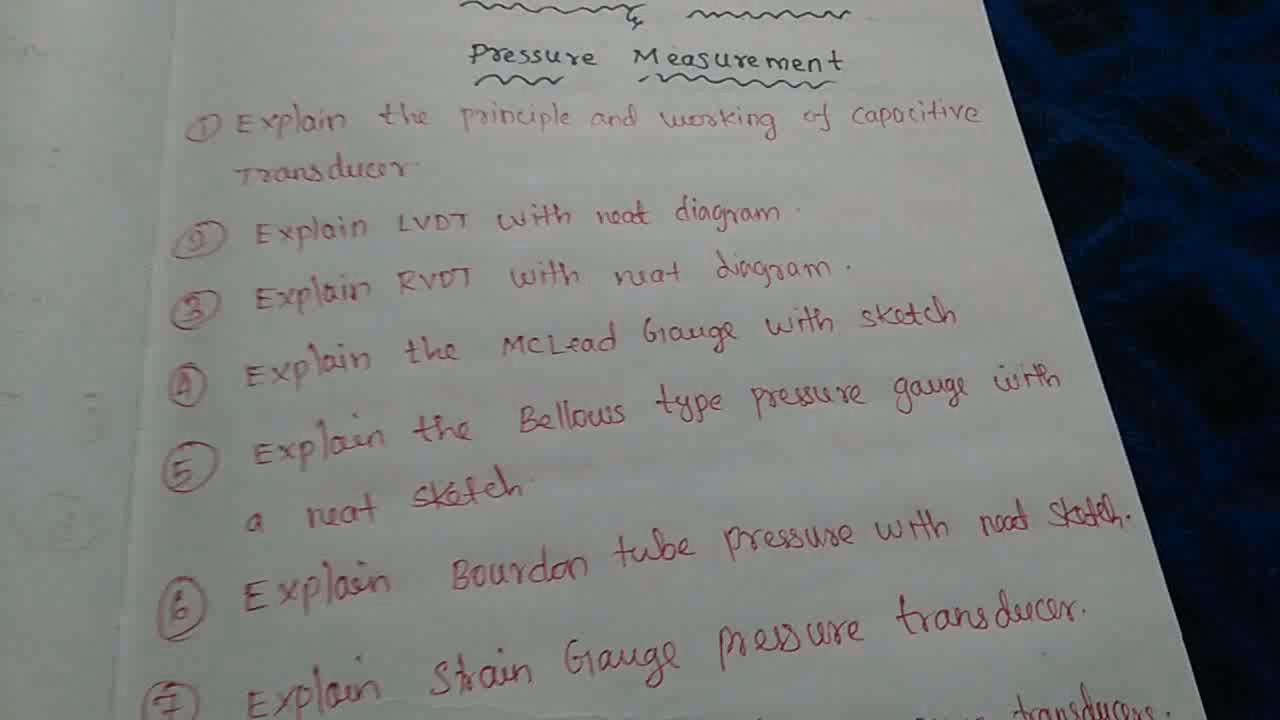 Pressure Measurement
① Explain the principle and working of capacitive
Transducer.
② Explain LVDT with neat diagram.
③ Explain RVDT with neat diagram.
④ Explain the McLead Gauge with sketch
⑤ Explain the Bellows type pressure gauge with
a neat sketch.
⑥ Explain Bourdon tube pressure with neat sketch.
⑦ Explain Strain Gauge pressure transducer.
transducers.